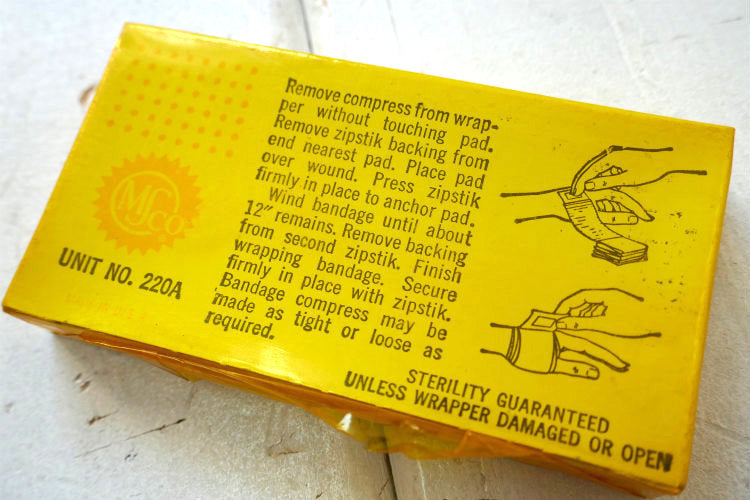 Remove compress from wrap-
per without touching pad.
Remove zipstik backing from
end nearest pad. Place pad
over wound. Press zipstik
firmly in place to anchor pad.
Wind bandage until about
12" remains. Remove backing
from second zipstik. Finish
wrapping bandage. Secure
firmly in place with zipstik.
Bandage compress may be
made as tight or loose as
required.
UNIT NO. 220A
STERILITY GUARANTEED
UNLESS WRAPPER DAMAGED OR OPEN